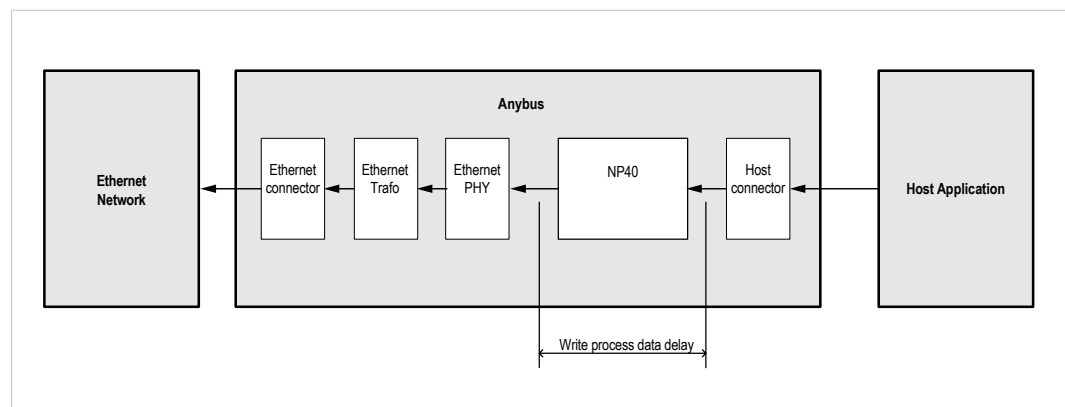 Anybus
Ethernet
Network
Ethernet
connector
Ethernet
Trafo
Ethernet
PHY
NP40
Host
connector
Host Application
Write process data delay